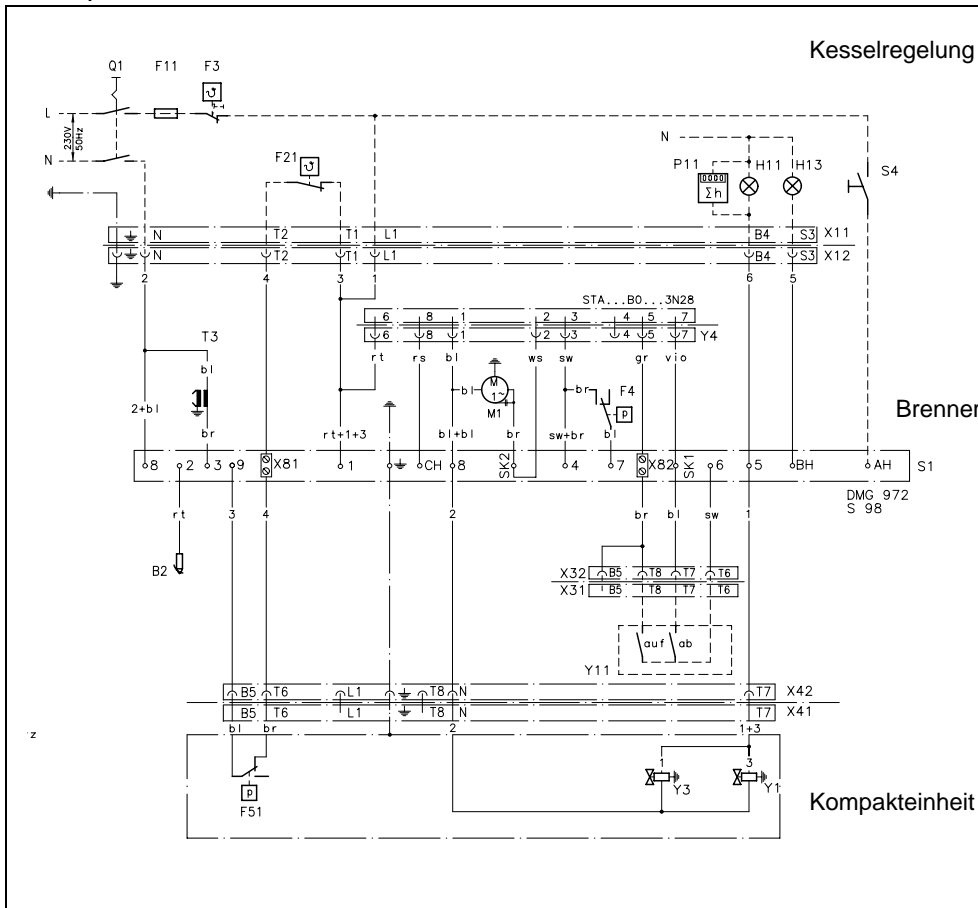 Kesselregelung
Q1 F11 F3
L
230V
50Hz
N
F21
N
P11 H11 H13
S4
0000
Σh
N T2 T1 L1 B4 S3 X11
N T2 T1 L1 B4 S3 X12
2 4 3 1 6 5
STA...B0...3N28
6 8 1 2 3 4 5 7
6 8 1 2 3 4 5 7 Y4
T3
rt rs bl ws sw gr vio
bl
bl M 1~
M1
br F4
p
2+bl br rt+1+3 bl+bl br sw+br bl
Brenner
8 2 3 9 X81 1 CH 8 SK2 4 7 X82 SK1 6 5 BH AH S1
DMG 972
S 98
rt 3 4 2 br bl sw 1
B2
X32 B5 T8 T7 T6
X31 B5 T8 T7 T6
auf ab
Y11
B5 T6 L1 T8 N T7 X42
B5 T6 L1 T8 N T7 X41
bl br 2 1+3
z
1 3
p
F51
Y3 Y1
Kompakteinheit